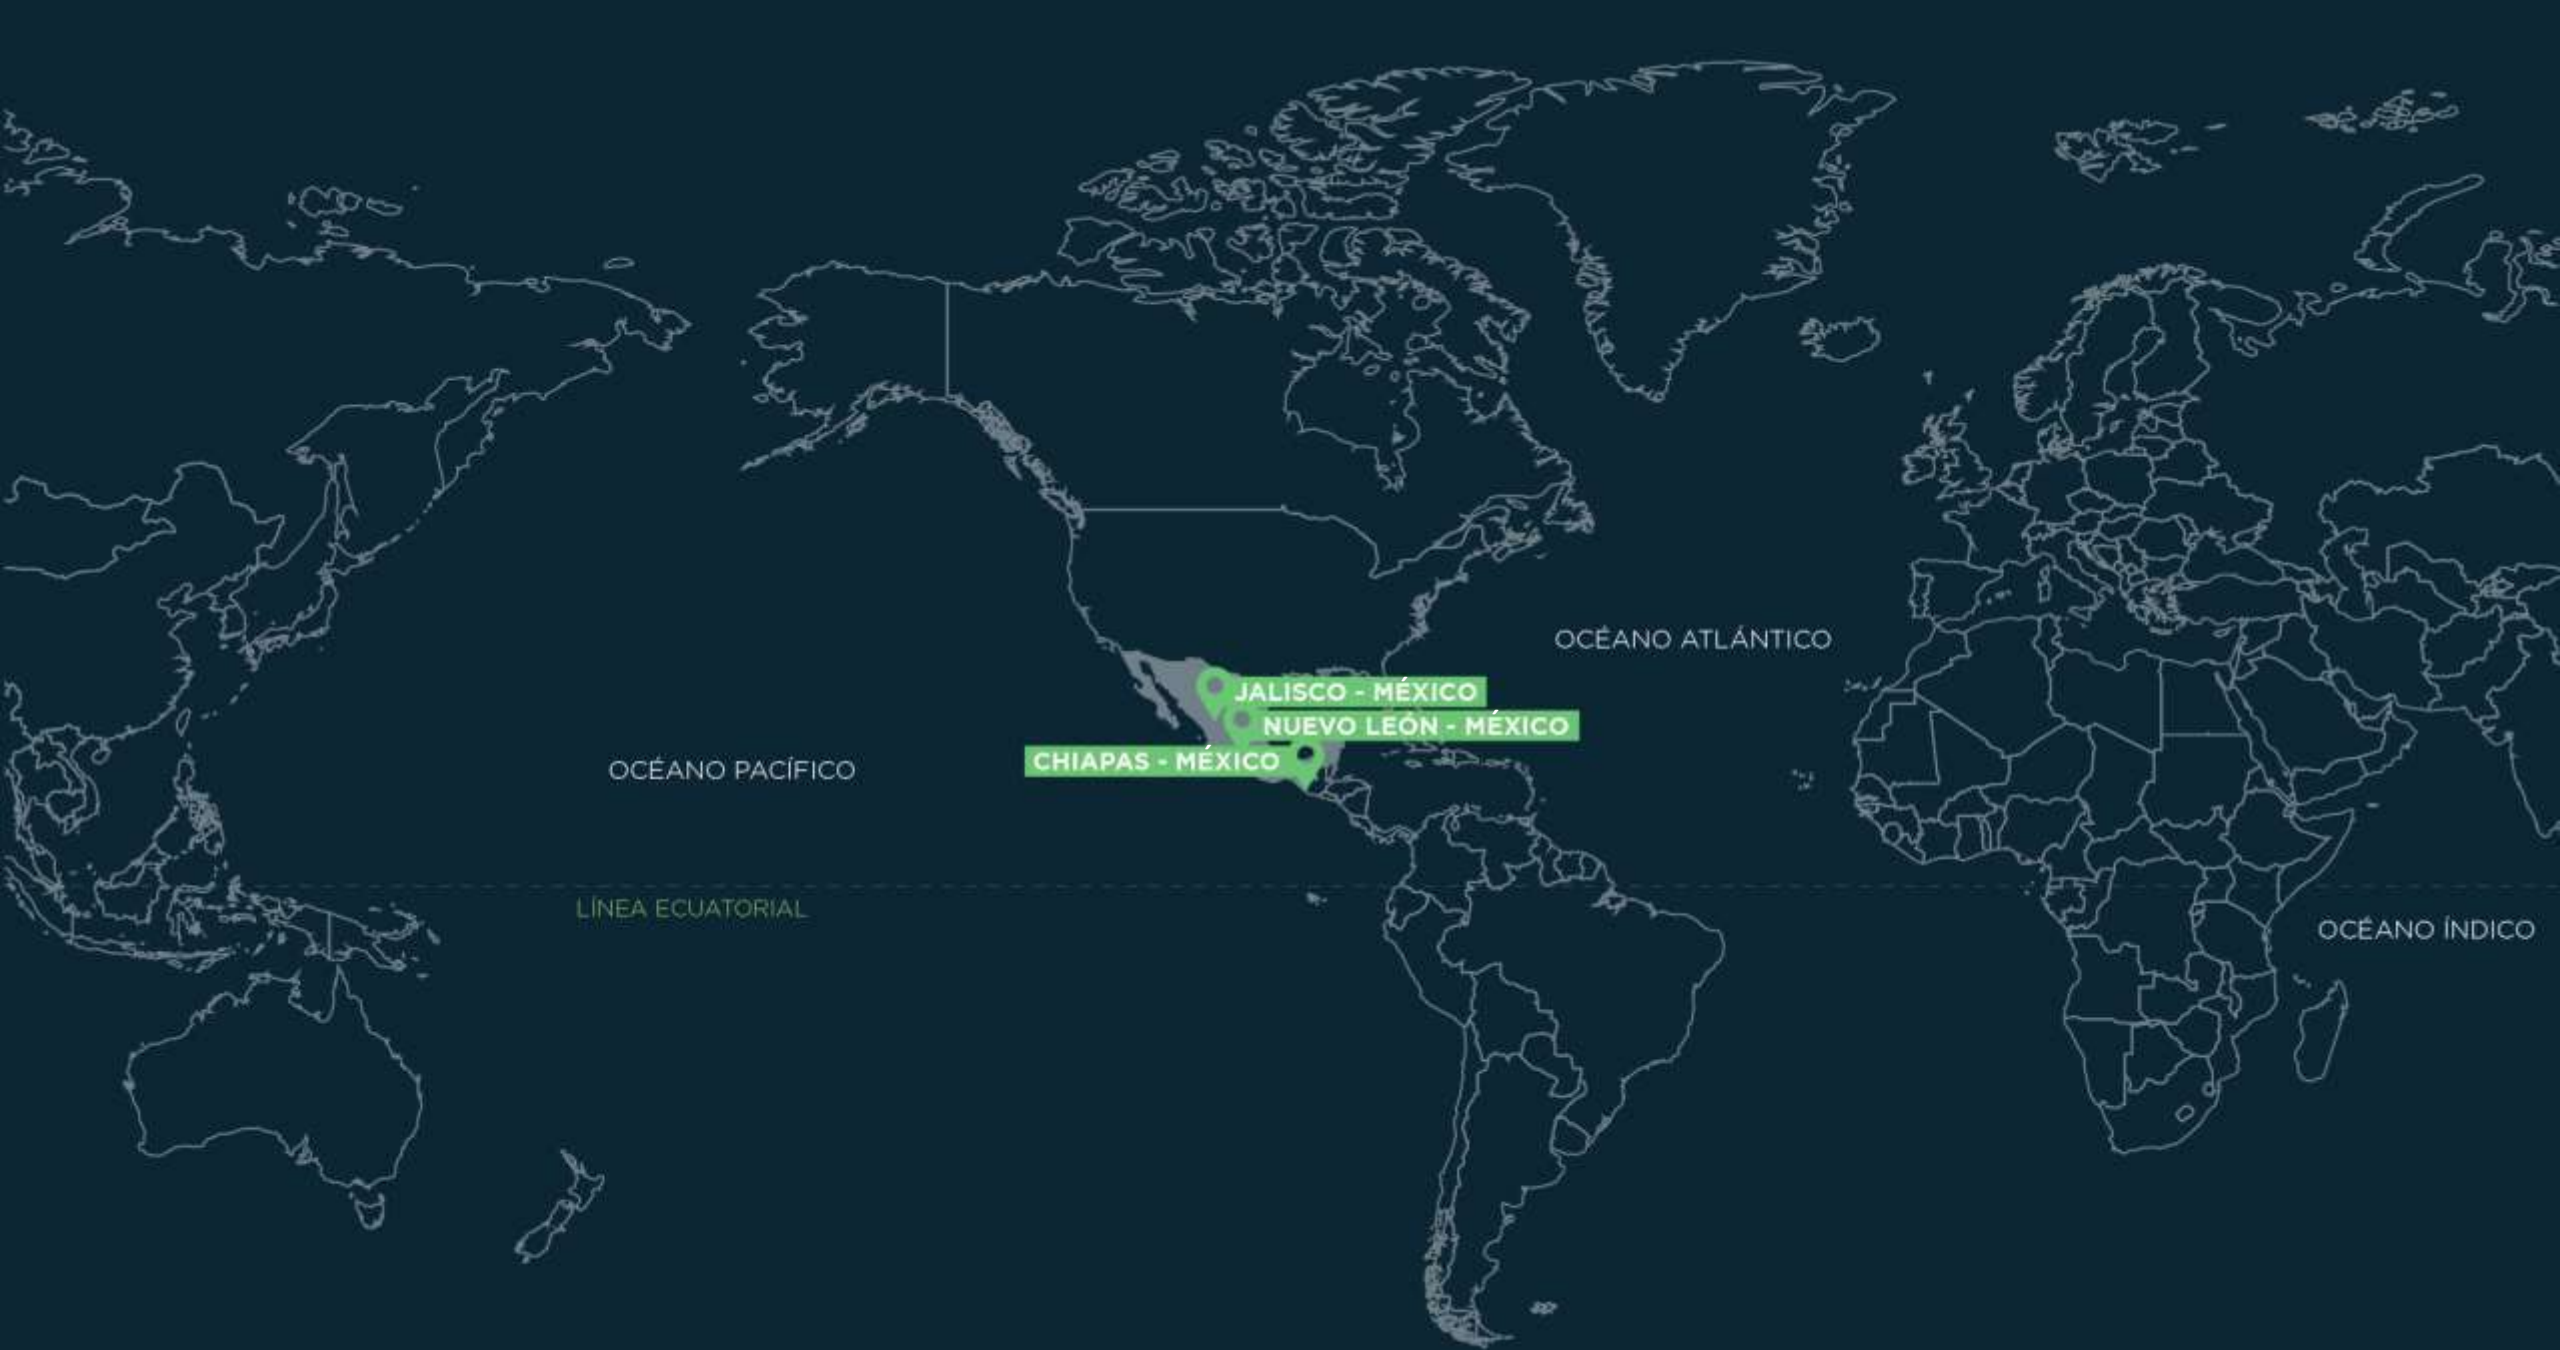 OCÉANO ATLÁNTICO
JALISCO - MÉXICO
NUEVO LEÓN - MÉXICO
CHIAPAS - MÉXICO
OCÉANO PACÍFICO
LÍNEA ECUATORIAL
OCÉANO ÍNDICO